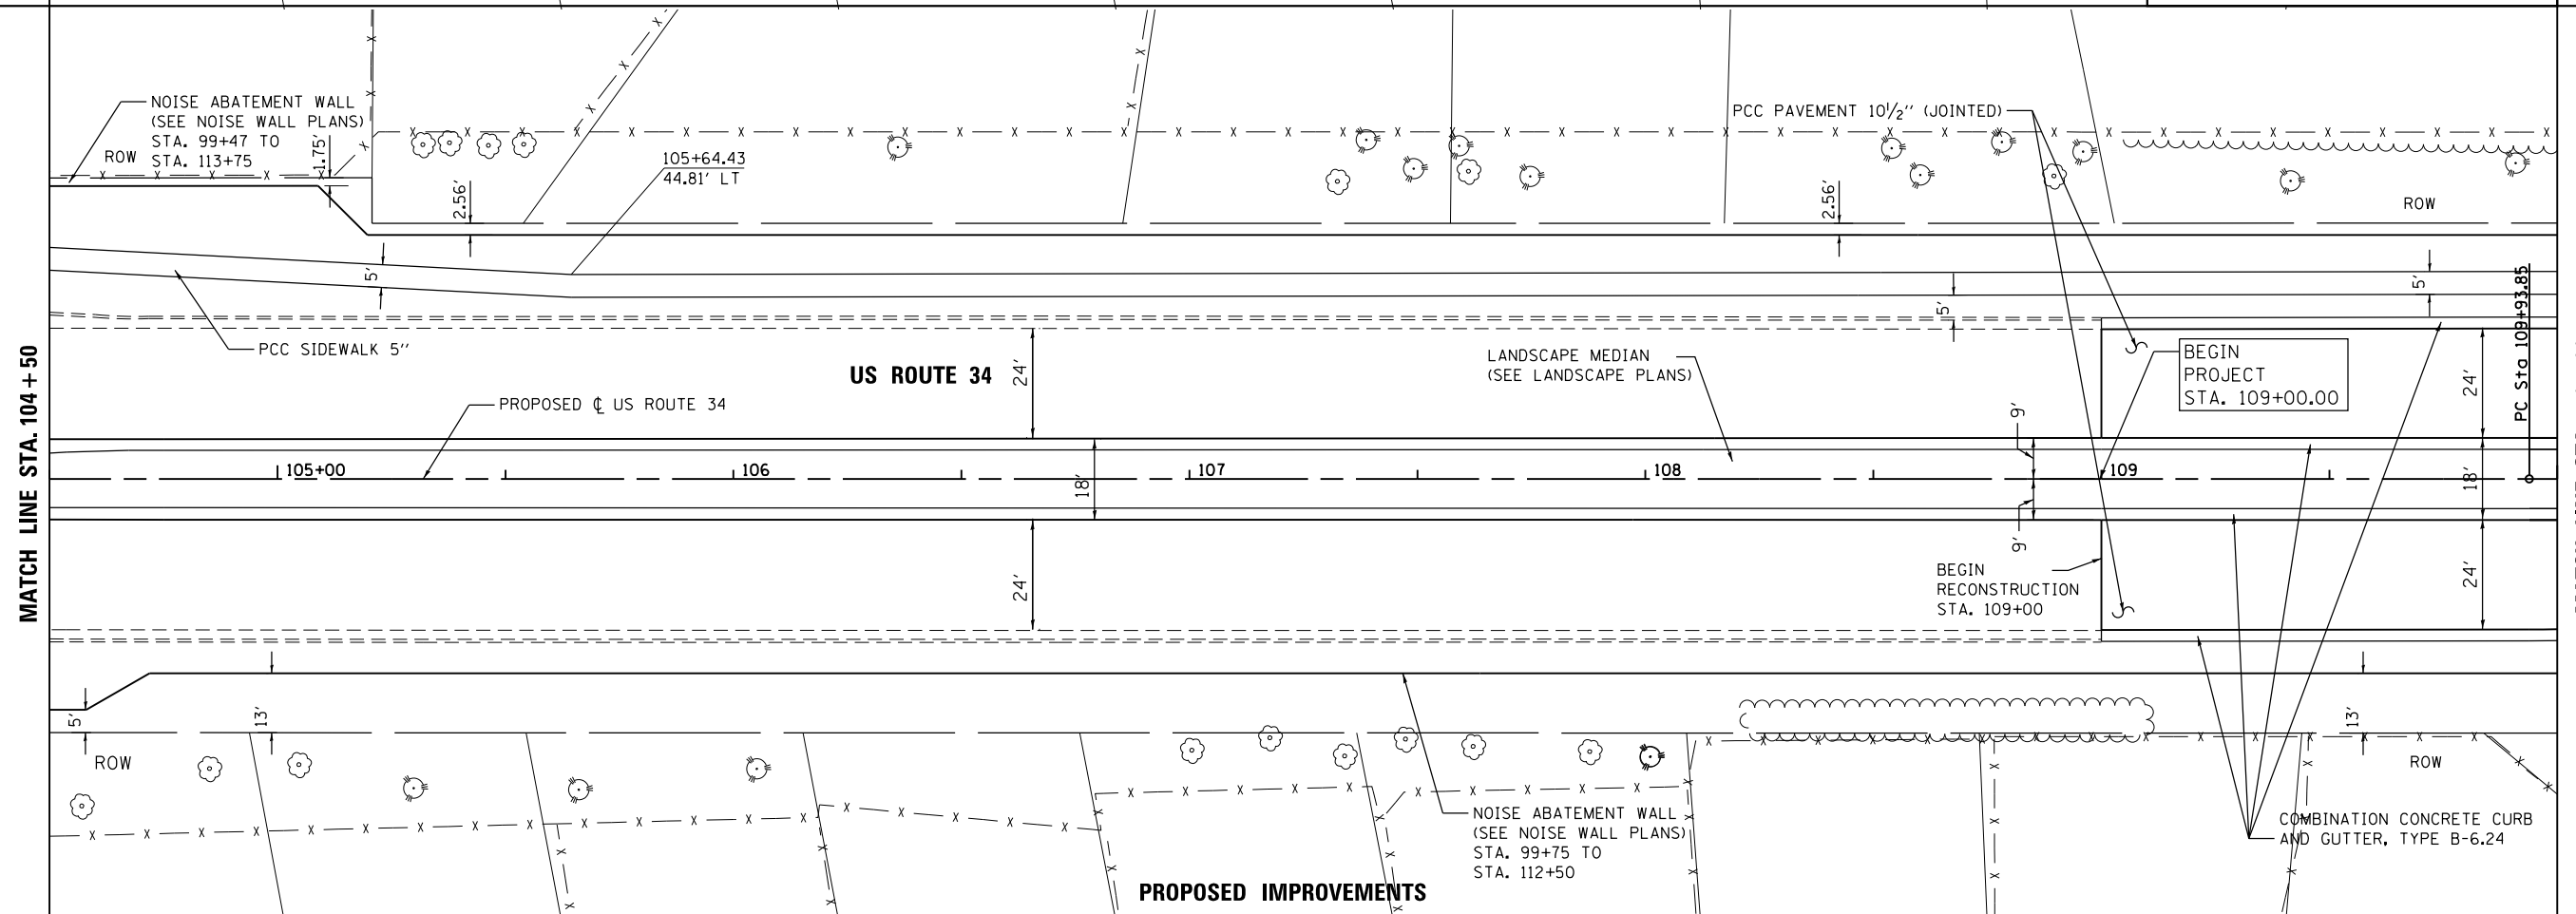 NOISE ABATEMENT WALL
(SEE NOISE WALL PLANS)
STA. 99+47 TO
STA. 113+75
ROW
1.75'
105+64.43
44.81' LT
2.56'
PCC PAVEMENT 10½'' (JOINTED)
2.56'
ROW
5'
5'
5'
PC Sta 109+93.85
PCC SIDEWALK 5''
US ROUTE 34
24'
LANDSCAPE MEDIAN
(SEE LANDSCAPE PLANS)
BEGIN
PROJECT
STA. 109+00.00
24'
PROPOSED ℄ US ROUTE 34
9'
MATCH LINE STA. 104+50
105+00
106
107
108
109
18'
18'
9'
24'
BEGIN
RECONSTRUCTION
STA. 109+00
24'
5'
13'
13'
ROW
ROW
NOISE ABATEMENT WALL
(SEE NOISE WALL PLANS)
STA. 99+75 TO
STA. 112+50
COMBINATION CONCRETE CURB
AND GUTTER, TYPE B-6.24
PROPOSED IMPROVEMENTS